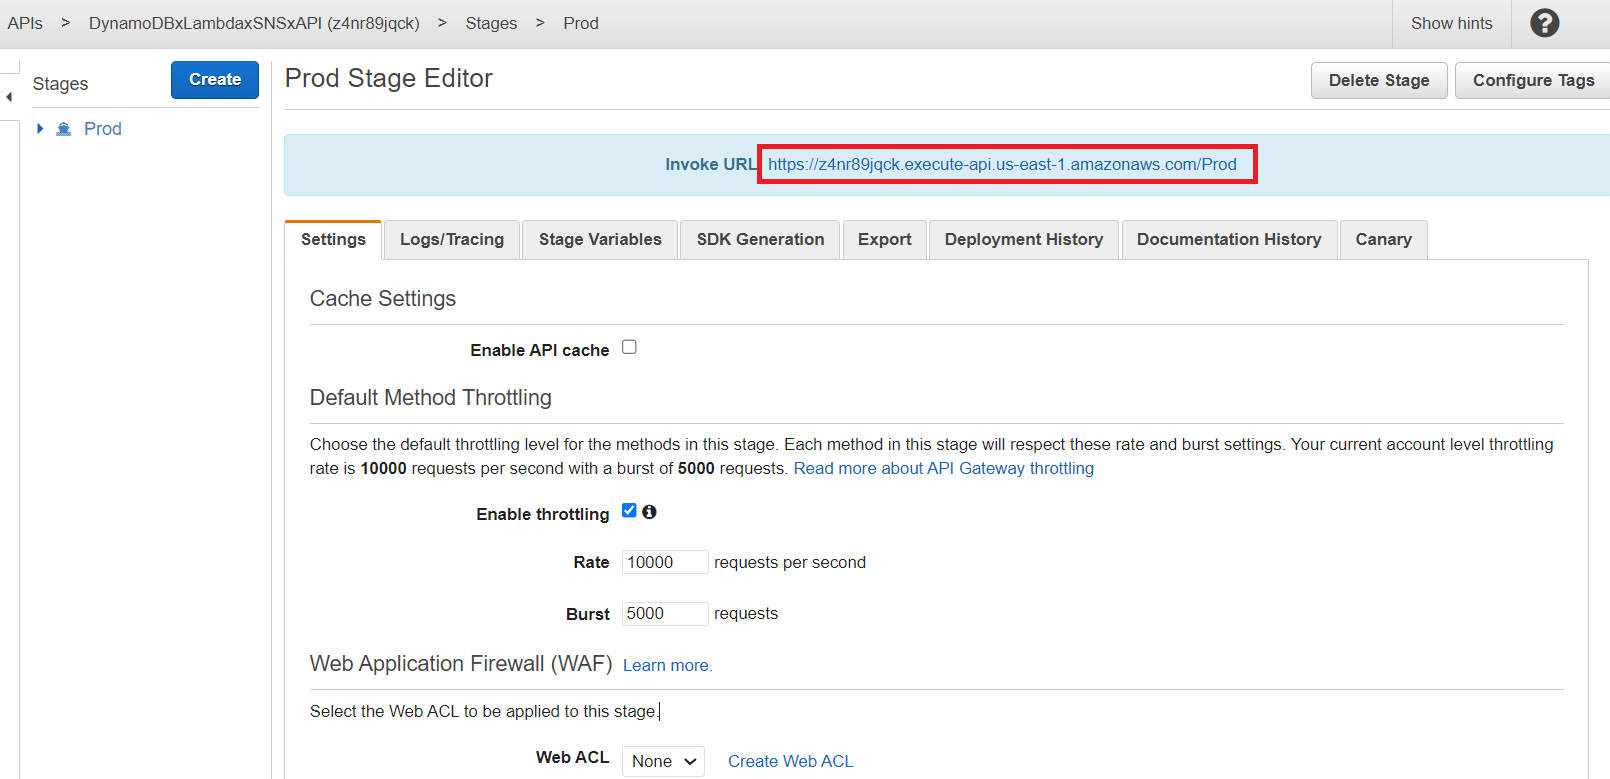 APIs > DynamoDBxLambdaxSNSxAPI (z4nr89jqck) > Stages > Prod
Show hints
?
Stages
Create
Prod
Prod Stage Editor
Delete Stage
Configure Tags
Invoke URL https://z4nr89jqck.execute-api.us-east-1.amazonaws.com/Prod
Settings
Logs/Tracing
Stage Variables
SDK Generation
Export
Deployment History
Documentation History
Canary
Cache Settings
Enable API cache
Default Method Throttling
Choose the default throttling level for the methods in this stage. Each method in this stage will respect these rate and burst settings. Your current account level throttling
rate is 10000 requests per second with a burst of 5000 requests. Read more about API Gateway throttling
Enable throttling
Rate 10000 requests per second
Burst 5000 requests
Web Application Firewall (WAF) Learn more.
Select the Web ACL to be applied to this stage.
Web ACL None Create Web ACL